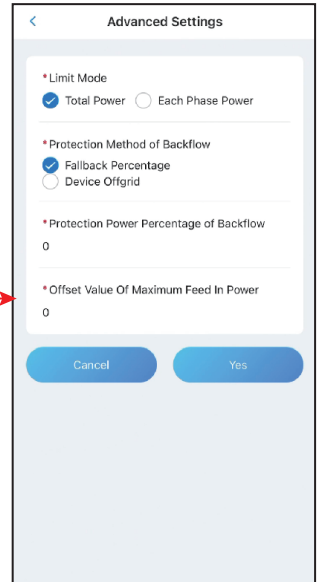 Advanced Settings
*Limit Mode
Total Power Each Phase Power
*Protection Method of Backflow
Fallback Percentage
Device Offgrid
*Protection Power Percentage of Backflow
0
*Offset Value Of Maximum Feed In Power
0
Cancel Yes